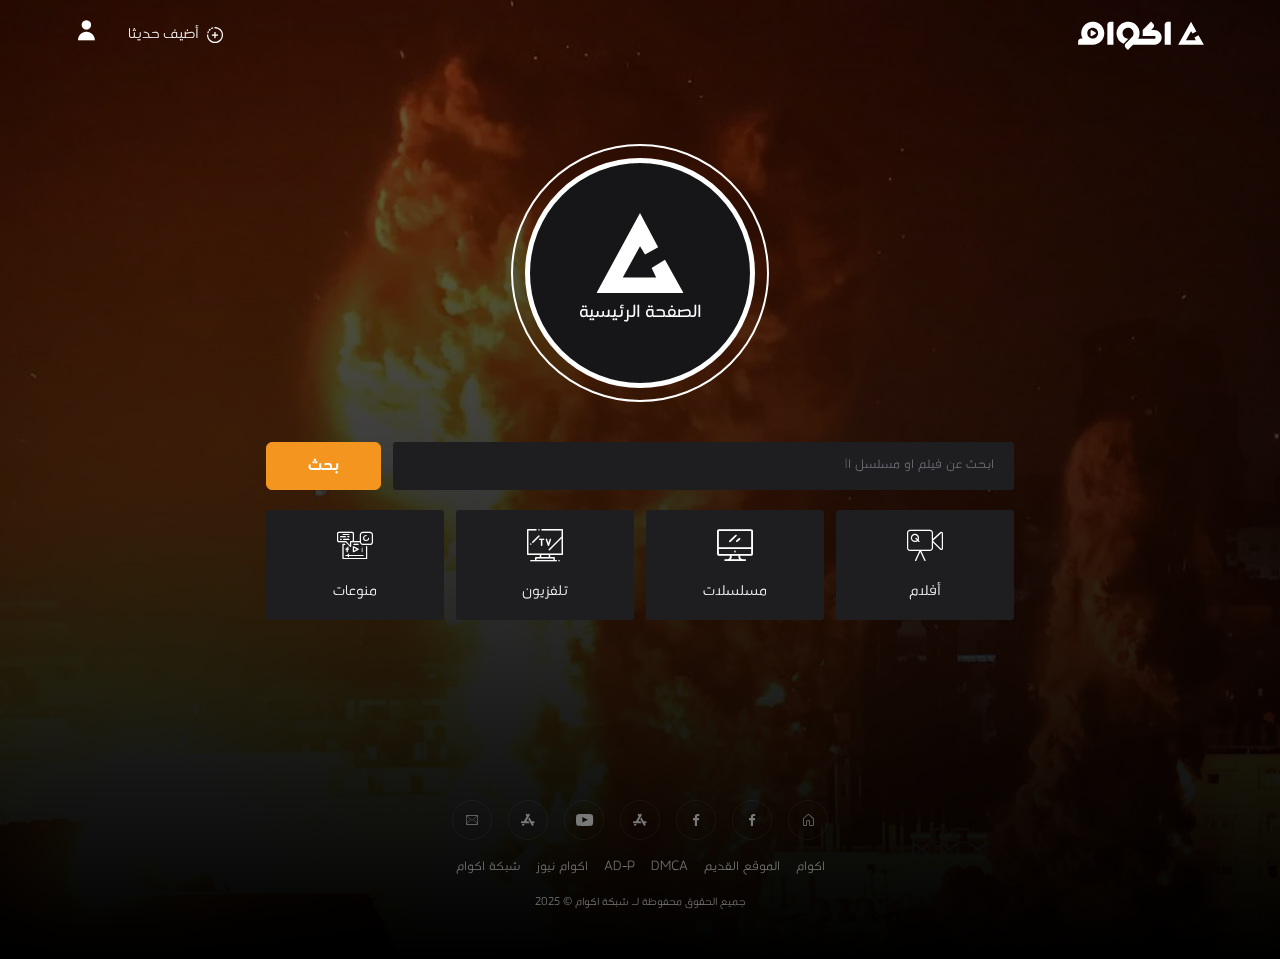 اكوام
أضيف حديثا
الصفحة الرئيسية
ابحث عن فيلم او مسلسل ا
بحث
أفلام
مسلسلات
TV
تلفزيون
منوعات
اكوام الموقع القديم DMCA AD-P اكوام نيوز شبكة اكوام
جميع الحقوق محفوظة لـ شبكة اكوام © 2025